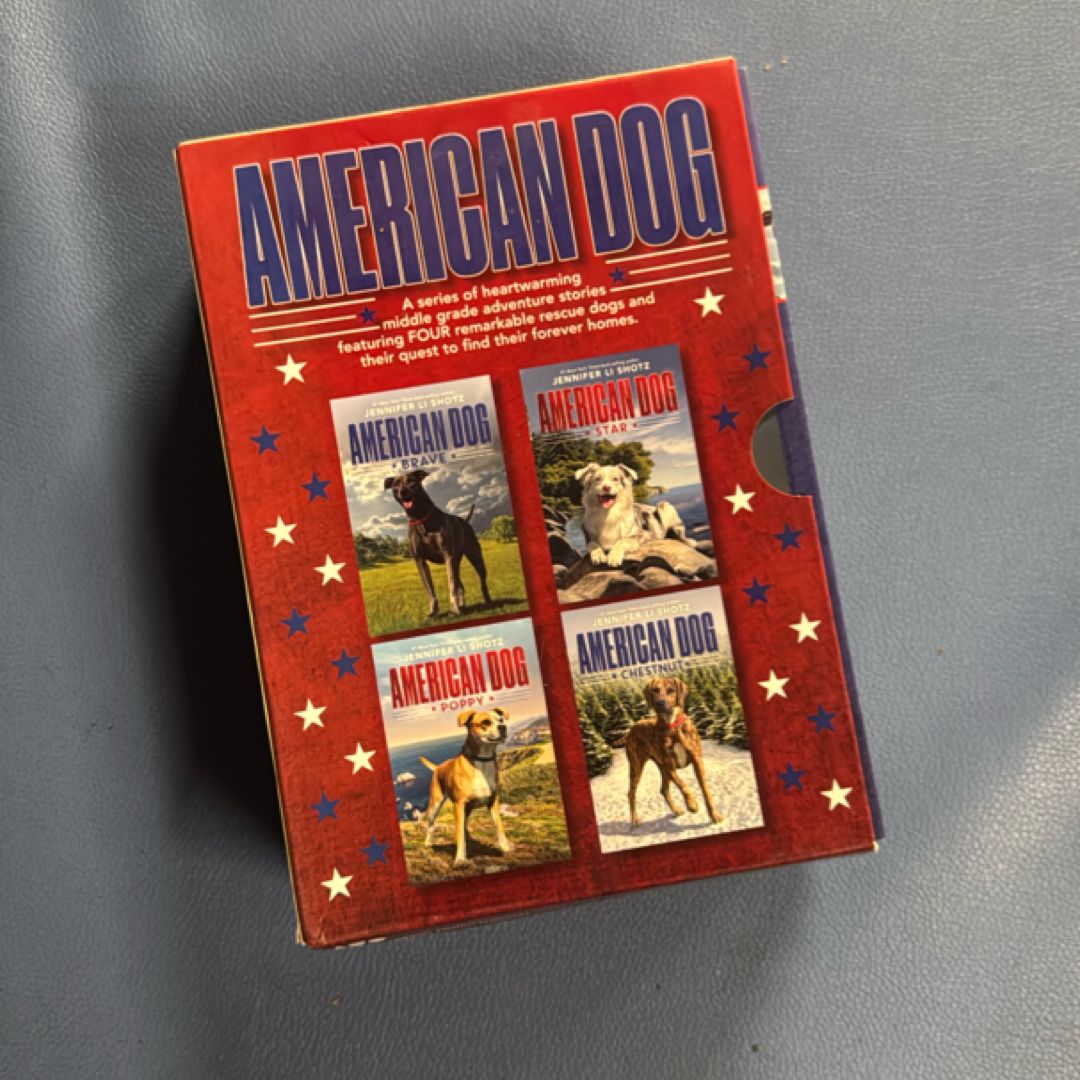 AMERICAN DOG
A series of heartwarming
middle grade adventure stories
featuring FOUR remarkable rescue dogs and
their quest to find their forever homes.
JENNIFER LI SHOTZ
AMERICAN DOG
BRAVE
JENNIFER LI SHOTZ
AMERICAN DOG
STAR
JENNIFER LI SHOTZ
AMERICAN DOG
POPPY
JENNIFER LI SHOTZ
AMERICAN DOG
CHESTNUT